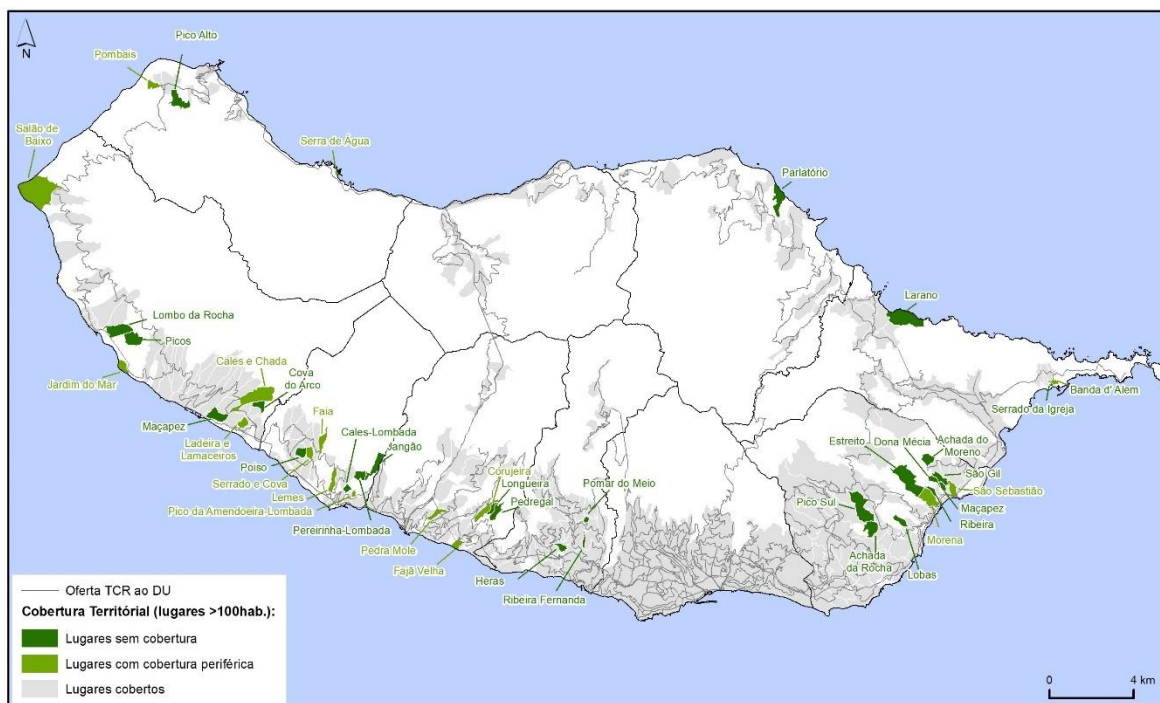 N
Pico Alto
Pombais
Salão de
Baixo
Serra de Água
Parlatório
Larano
Lombo da Rocha
Picos
Jardim do Mar
Cales e Chada
Cova
do Arco
Maçapez
Ladeira e
Lamaceiros
Faia
Poiso
Serrado e Cova
Lemes
Pico da Amendoeira-Lombada
Cales-Lombada
Jangão
Pereirinha-Lombada
Corujeira
Longueira
Pedregal
Pedra Mole
Fajã Velha
Pomar do Meio
Heras
Ribeira Fernanda
Banda d' Alem
Serrado da Igreja
Estreito
Dona Mécia
Achada do
Moreno
São Gil
São Sebastião
Maçapez
Ribeira
Pico Sul
Morena
Achada
da Rocha
Lobas
Oferta TCR ao DU
Cobertura Territórial (lugares >100hab.):
Lugares sem cobertura
Lugares com cobertura periférica
Lugares cobertos
0 4 km